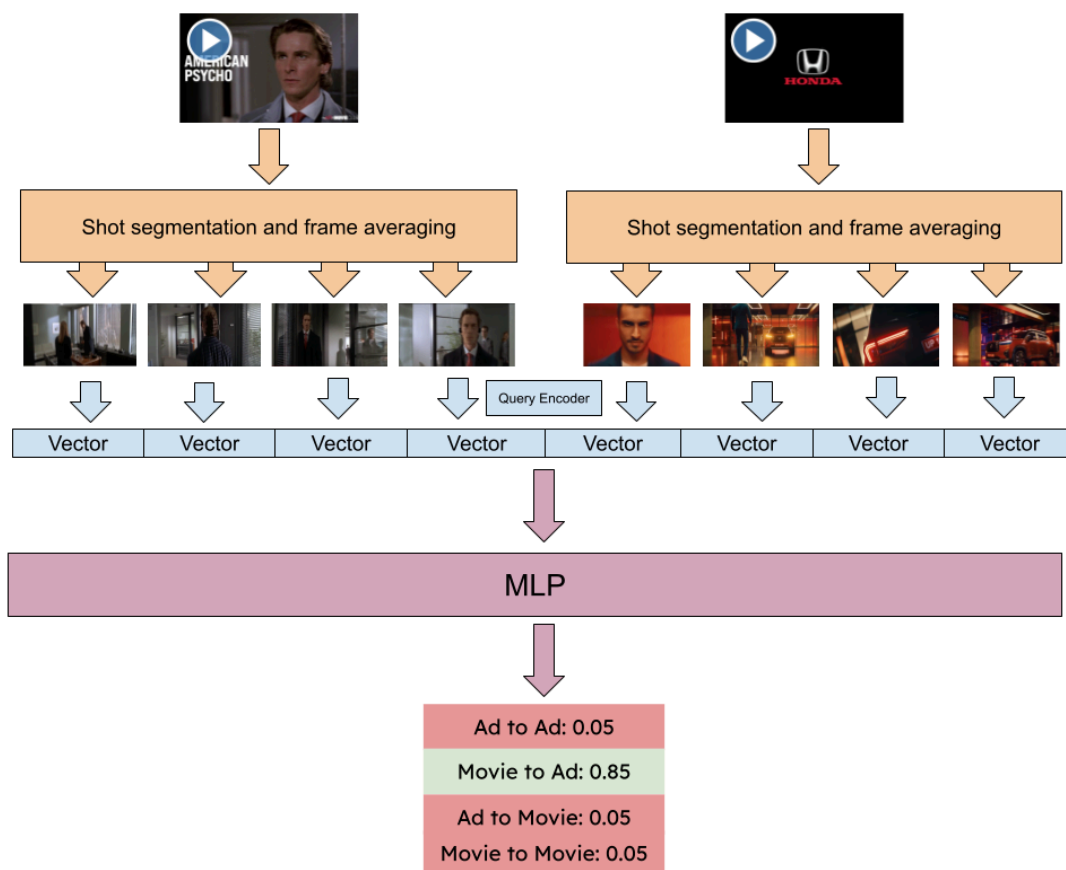 AMERICAN
PSYCHO
HONDA
Shot segmentation and frame averaging
Shot segmentation and frame averaging
Query Encoder
Vector
Vector
Vector
Vector
Vector
Vector
Vector
Vector
MLP
Ad to Ad: 0.05
Movie to Ad: 0.85
Ad to Movie: 0.05
Movie to Movie: 0.05